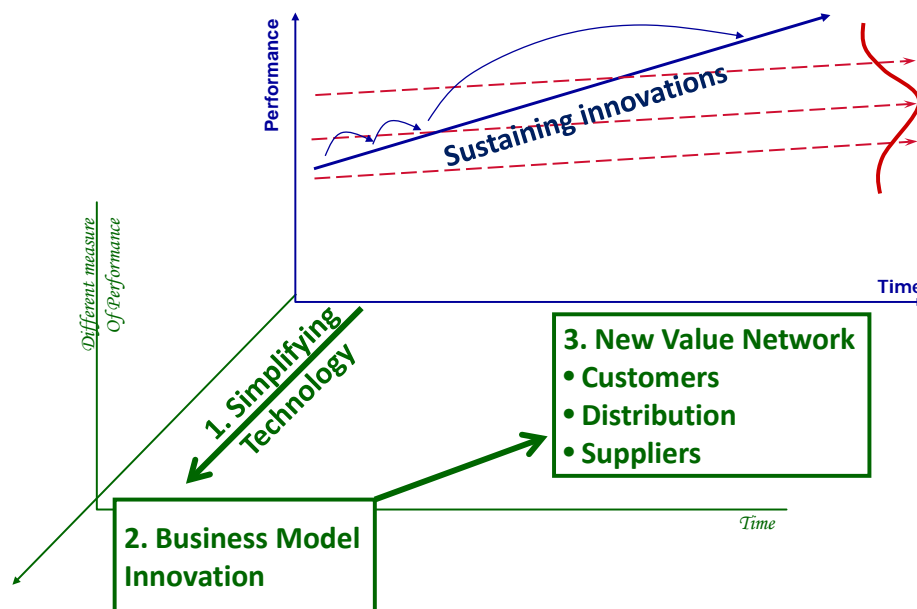 Performance
Sustaining innovations
Time
Different measure
Of Performance
1. Simplifying
Technology
3. New Value Network
• Customers
• Distribution
• Suppliers
2. Business Model
Innovation
Time